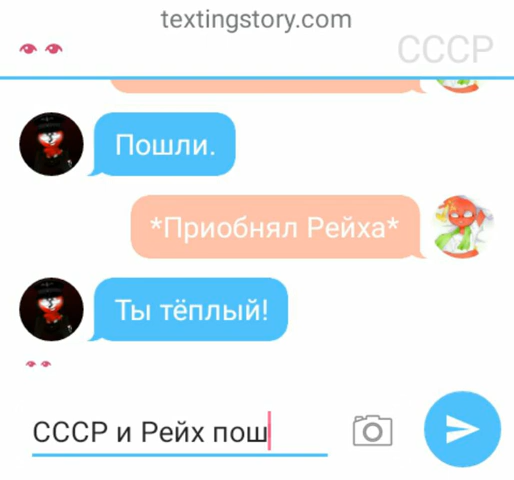 textingstory.com
СССР
Пошли.
*Приобнял Рейха*
Ты тёплый!
СССР и Рейх пош